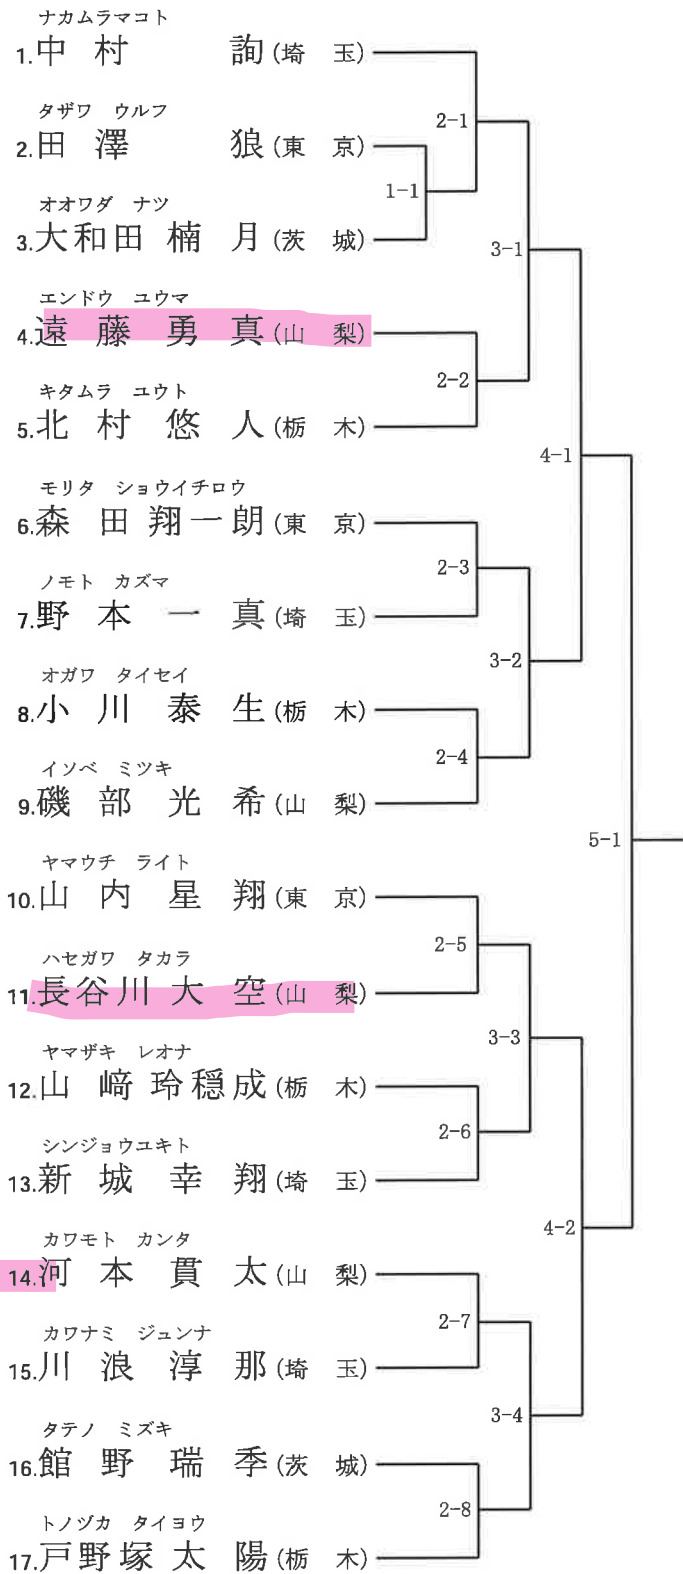 ナカムラマコト
1.中村 詢(埼 玉)
2-1
タザワ ウルフ
2.田澤 狼(東 京)
1-1
オオワダ ナツ
3.大和田 楠 月(茨 城)
3-1
エンドウ ユウマ
4.遠 藤 勇 真(山 梨)
2-2
キタムラ ユウト
5.北 村 悠 人(栃 木)
4-1
モリタ ショウイチロウ
6.森 田 翔一朗(東 京)
2-3
ノモト カズマ
7.野 本 一 真(埼 玉)
3-2
オガワ タイセイ
8.小 川 泰 生(栃 木)
2-4
イソベ ミツキ
9.磯 部 光 希(山 梨)
5-1
ヤマウチ ライト
10.山 内 星 翔(東 京)
2-5
ハセガワ タカラ
11.長谷川 大 空(山 梨)
3-3
ヤマザキ レオナ
12.山 﨑 玲穏成(栃 木)
2-6
シンジョウユキト
13.新 城 幸 翔(埼 玉)
4-2
カワモト カンタ
14.河 本 貫 太(山 梨)
2-7
カワナミ ジュンナ
15.川 浪 淳 那(埼 玉)
3-4
タテノ ミズキ
16.館 野 瑞 季(茨 城)
2-8
トノヅカ タイヨウ
17.戸野塚 太 陽(栃 木)